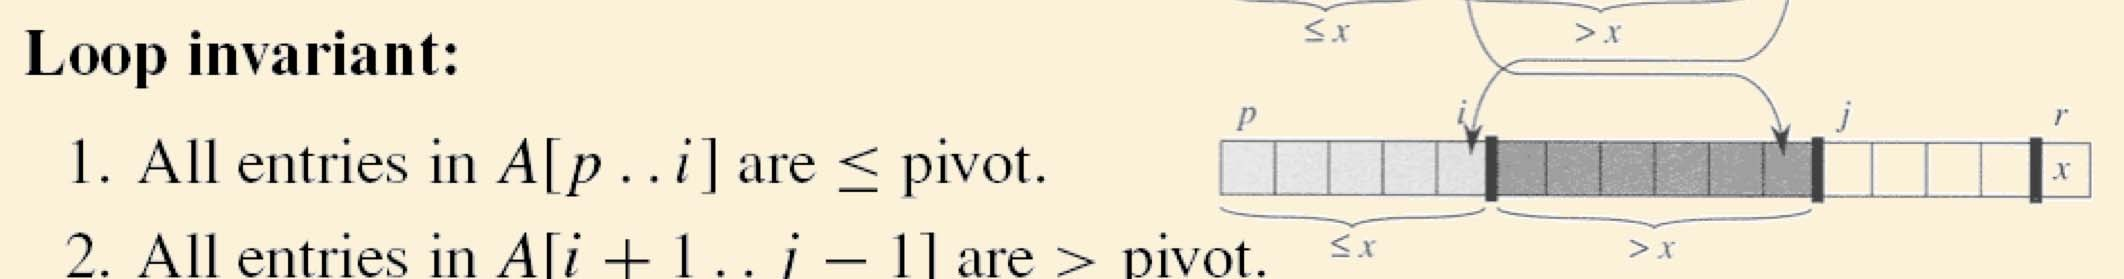 Loop invariant:
≤ x > x
p i j r
1. All entries in A[p . . i] are ≤ pivot.
x
2. All entries in A[i + 1 . . j − 1] are > pivot.
≤ x > x